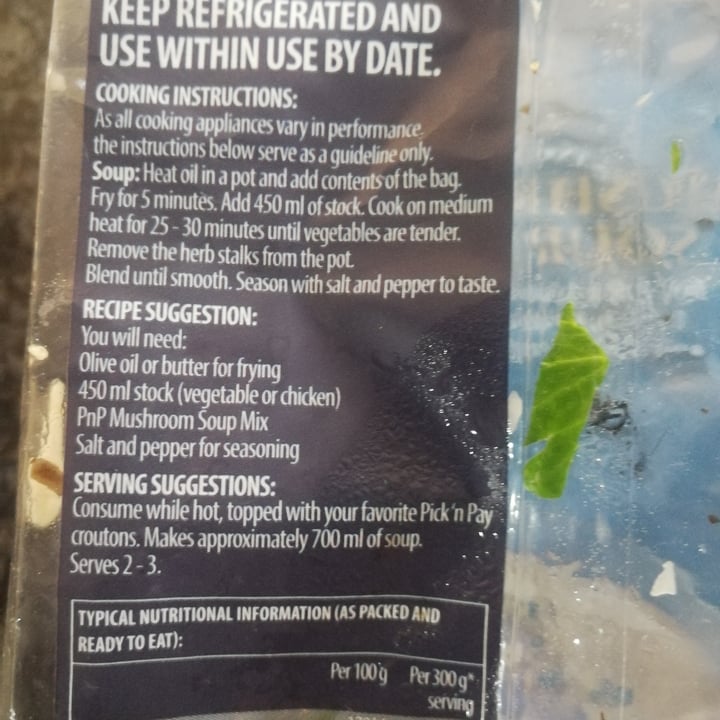 KEEP REFRIGERATED AND
USE WITHIN USE BY DATE.
COOKING INSTRUCTIONS:
As all cooking appliances vary in performance,
the instructions below serve as a guideline only.
Soup: Heat oil in a pot and add contents of the bag.
Fry for 5 minutes. Add 450 ml of stock. Cook on medium
heat for 25 - 30 minutes until vegetables are tender.
Remove the herb stalks from the pot.
Blend until smooth. Season with salt and pepper to taste.
RECIPE SUGGESTION:
You will need:
Olive oil or butter for frying
450 ml stock (vegetable or chicken)
PnP Mushroom Soup Mix
Salt and pepper for seasoning
SERVING SUGGESTIONS:
Consume while hot, topped with your favorite Pick 'n Pay
croutons. Makes approximately 700 ml of soup.
Serves 2 - 3.
TYPICAL NUTRITIONAL INFORMATION (AS PACKED AND
READY TO EAT):
Per 100 g Per 300 g*
serving